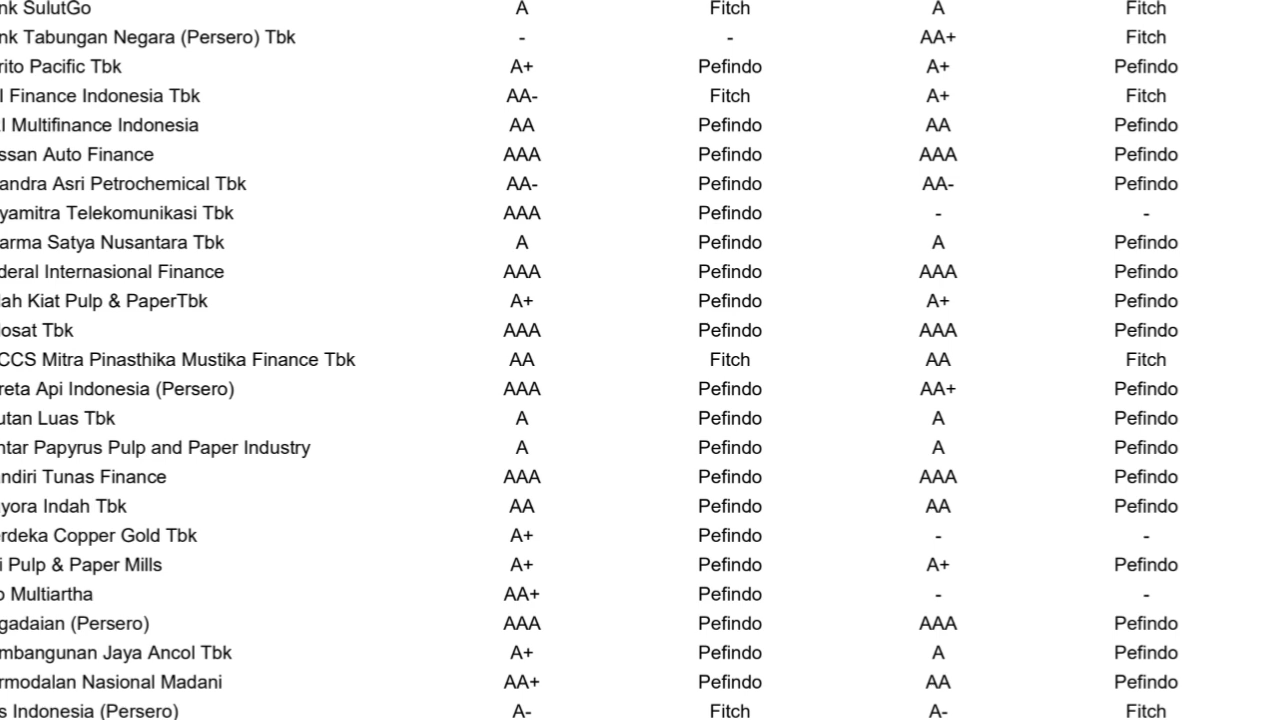 nk SulutGo A Fitch A Fitch
nk Tabungan Negara (Persero) Tbk - - AA+ Fitch
rito Pacific Tbk A+ Pefindo A+ Pefindo
I Finance Indonesia Tbk AA- Fitch A+ Fitch
I Multifinance Indonesia AA Pefindo AA Pefindo
ssan Auto Finance AAA Pefindo AAA Pefindo
andra Asri Petrochemical Tbk AA- Pefindo AA- Pefindo
yamitra Telekomunikasi Tbk AAA Pefindo - -
arma Satya Nusantara Tbk A Pefindo A Pefindo
deral Internasional Finance AAA Pefindo AAA Pefindo
lah Kiat Pulp & PaperTbk A+ Pefindo A+ Pefindo
losat Tbk AAA Pefindo AAA Pefindo
CCS Mitra Pinasthika Mustika Finance Tbk AA Fitch AA Fitch
reta Api Indonesia (Persero) AAA Pefindo AA+ Pefindo
utan Luas Tbk A Pefindo A Pefindo
ntar Papyrus Pulp and Paper Industry A Pefindo A Pefindo
ndiri Tunas Finance AAA Pefindo AAA Pefindo
yora Indah Tbk AA Pefindo AA Pefindo
erdeka Copper Gold Tbk A+ Pefindo - -
i Pulp & Paper Mills A+ Pefindo A+ Pefindo
o Multiartha AA+ Pefindo - -
gadaian (Persero) AAA Pefindo AAA Pefindo
mbangunan Jaya Ancol Tbk A+ Pefindo A Pefindo
rmodalan Nasional Madani AA+ Pefindo AA Pefindo
s Indonesia (Persero) A- Fitch A- Fitch